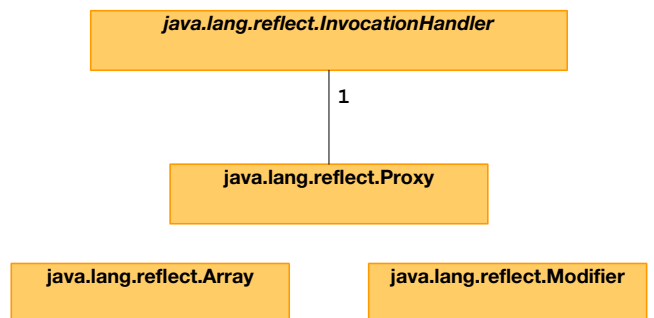 java.lang.reflect.InvocationHandler
1
java.lang.reflect.Proxy
java.lang.reflect.Array
java.lang.reflect.Modifier